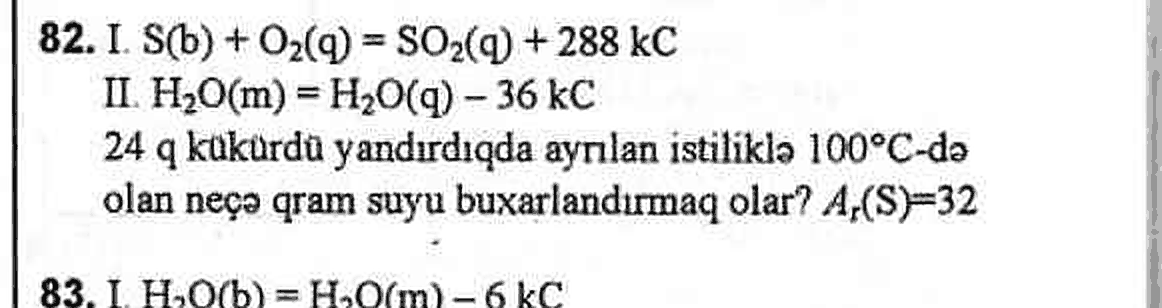 82. I. S(b) + O₂(q) = SO₂(q) + 288 kC
II. H₂O(m) = H₂O(q) – 36 kC
24 q kükürdü yandırdıqda ayrılan istiliklə 100°C-də
olan neçə qram suyu buxarlandırmaq olar? Aᵣ(S)=32
83. I. H₂O(b) = H₂O(m) – 6 kC